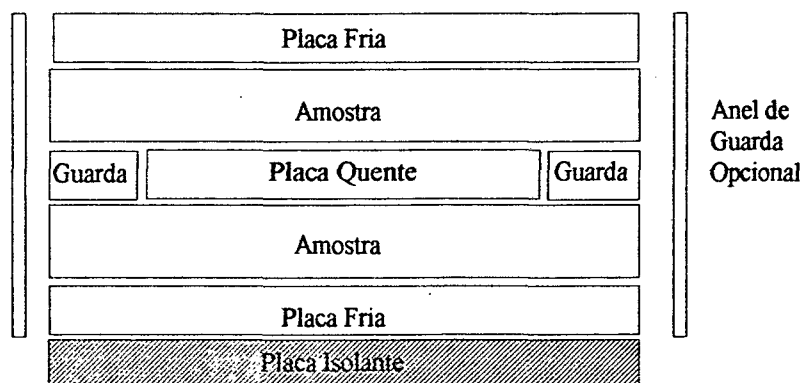 Placa Fria
Amostra
Guarda Placa Quente Guarda
Amostra
Placa Fria
Placa Isolante
Anel de
Guarda
Opcional